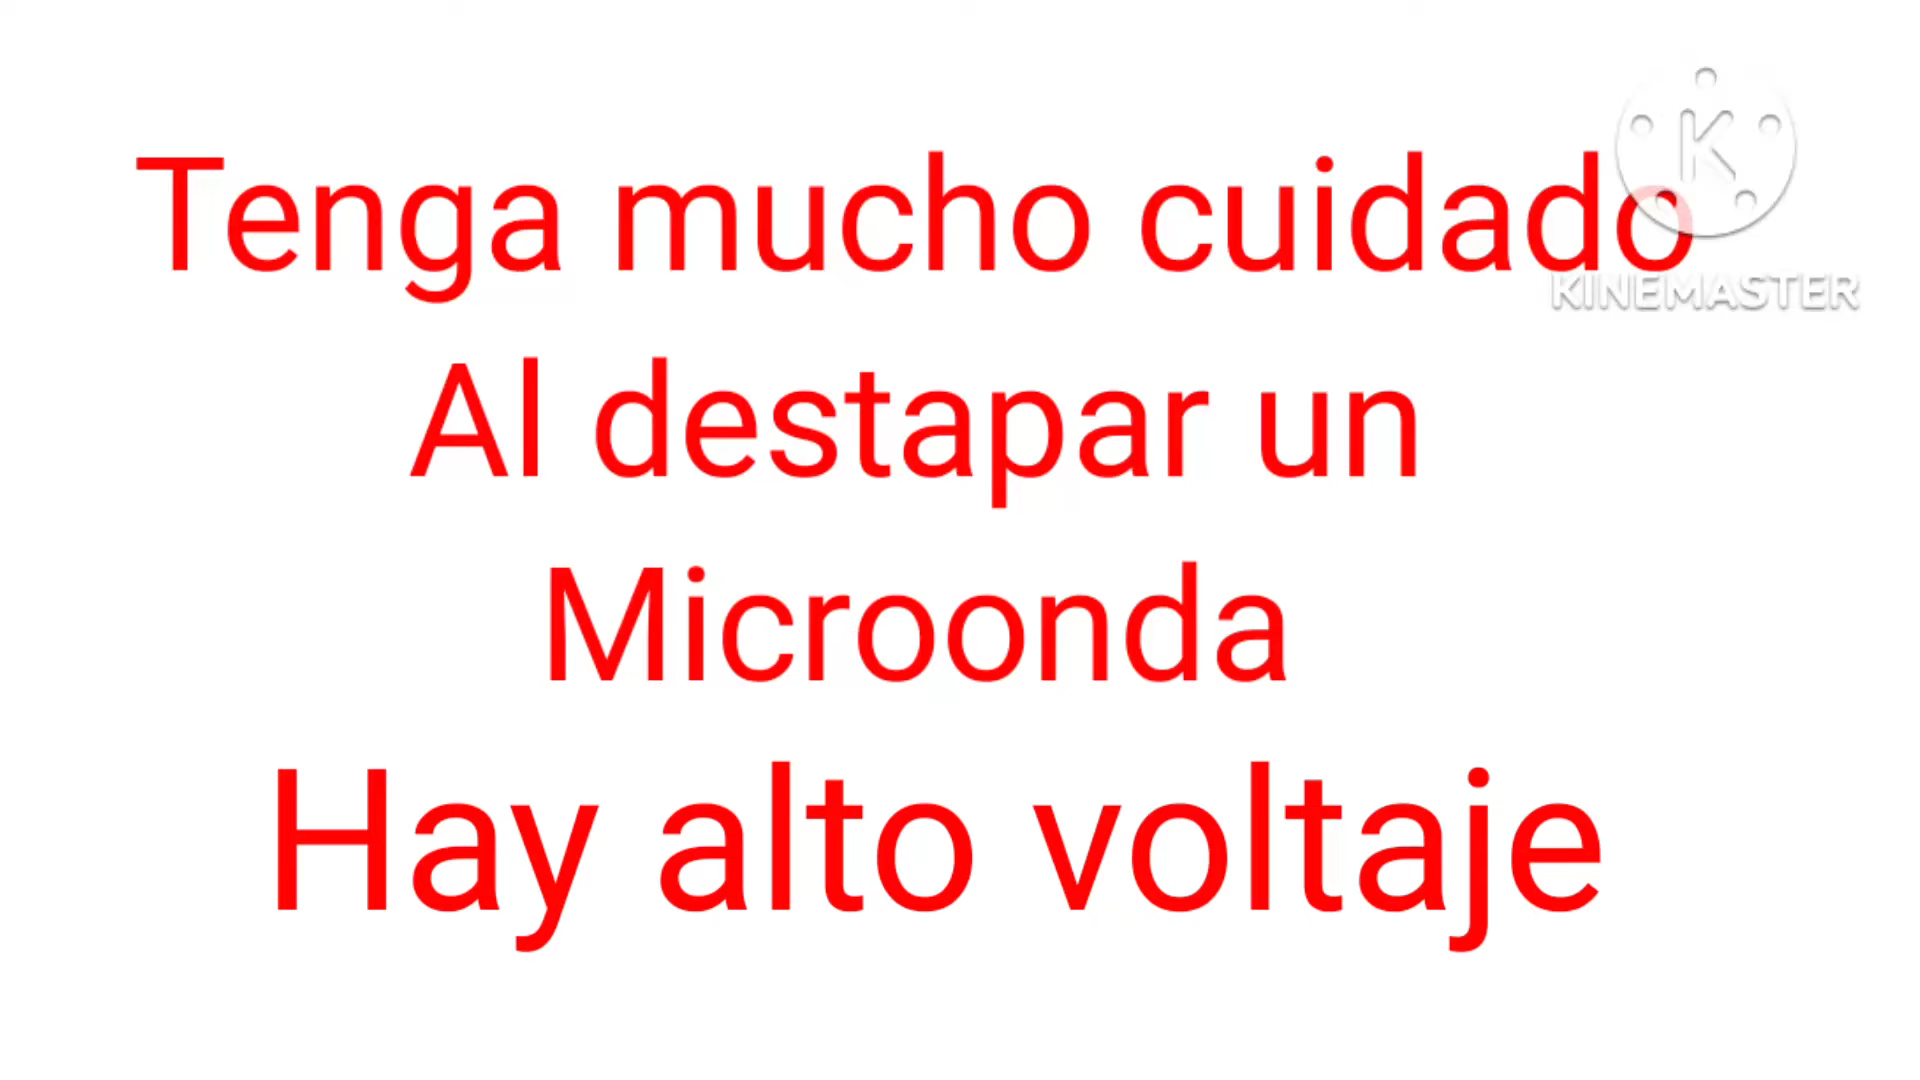 Tenga mucho cuidado
KINEMASTER
Al destapar un
Microonda
Hay alto voltaje